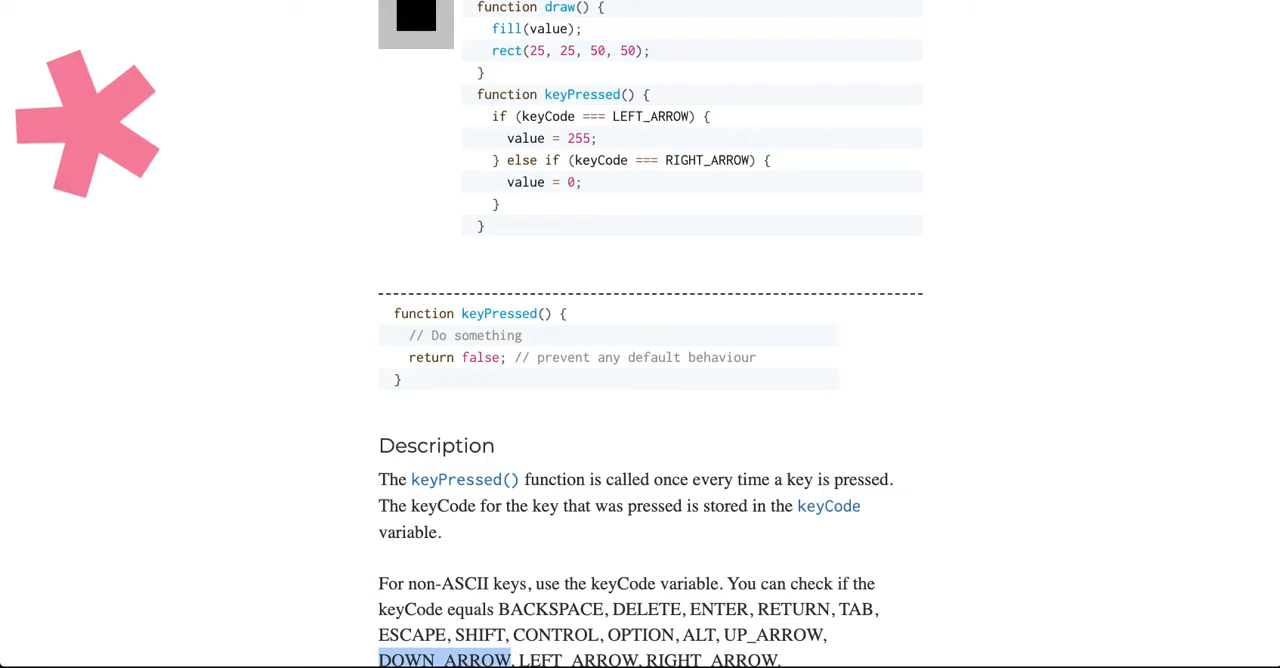 function draw() {
fill(value);
rect(25, 25, 50, 50);
}
function keyPressed() {
if (keyCode === LEFT_ARROW) {
value = 255;
} else if (keyCode === RIGHT_ARROW) {
value = 0;
}
}
function keyPressed() {
// Do something
return false; // prevent any default behaviour
}
Description
The keyPressed() function is called once every time a key is pressed.
The keyCode for the key that was pressed is stored in the keyCode
variable.
For non-ASCII keys, use the keyCode variable. You can check if the
keyCode equals BACKSPACE, DELETE, ENTER, RETURN, TAB,
ESCAPE, SHIFT, CONTROL, OPTION, ALT, UP_ARROW,
DOWN_ARROW, LEFT_ARROW, RIGHT_ARROW.